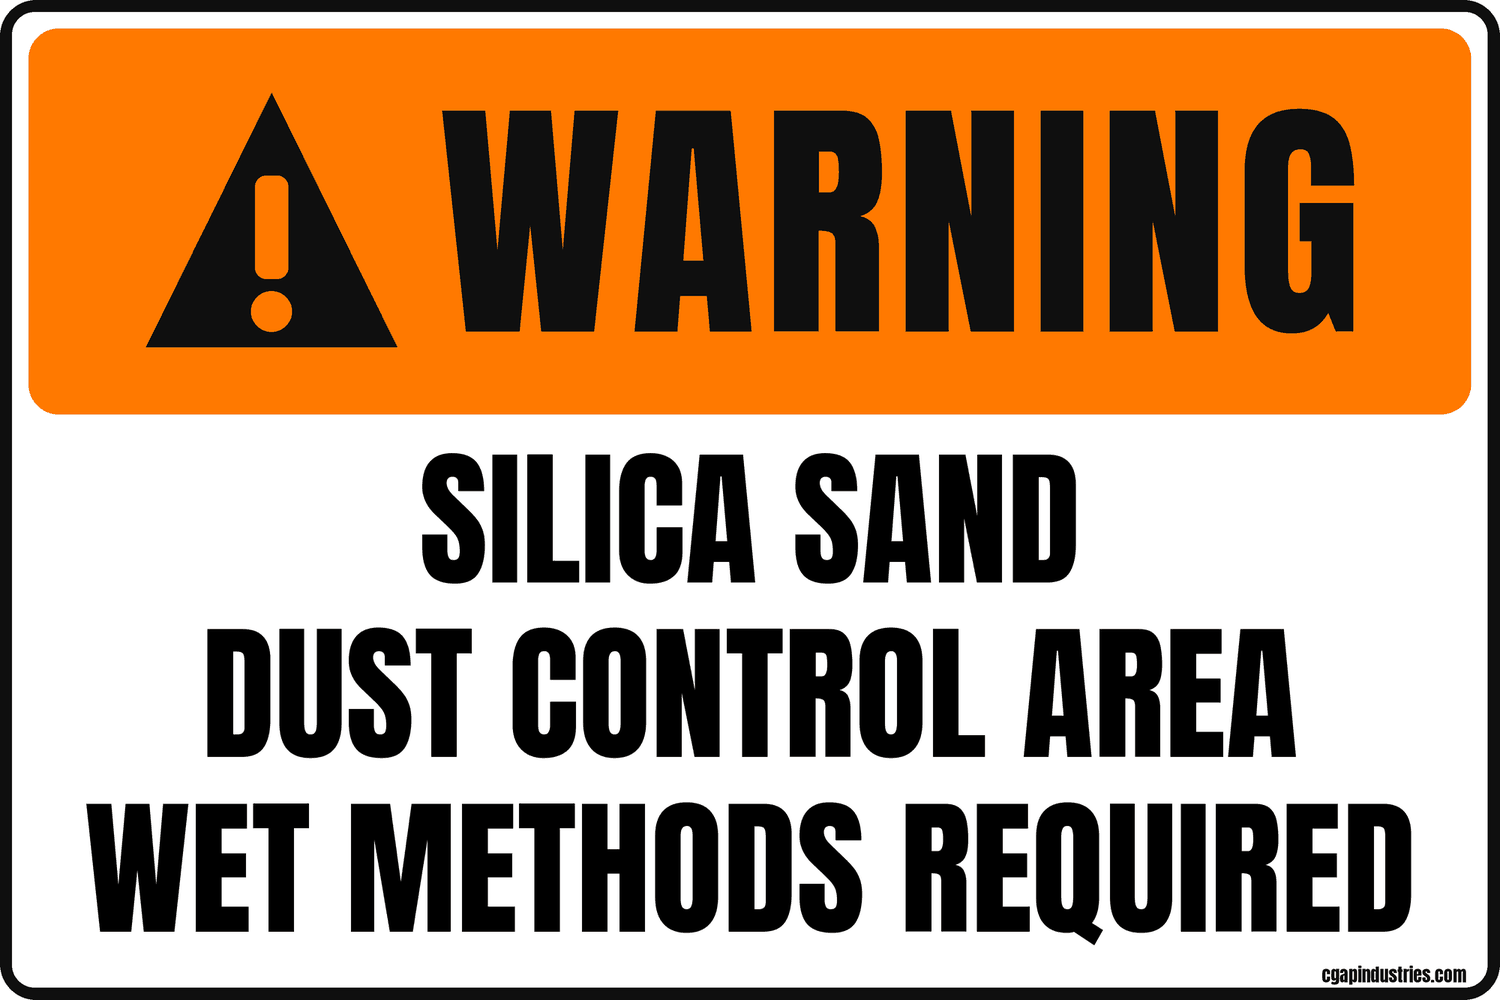 WARNING
SILICA SAND
DUST CONTROL AREA
WET METHODS REQUIRED
cgapindustries.com